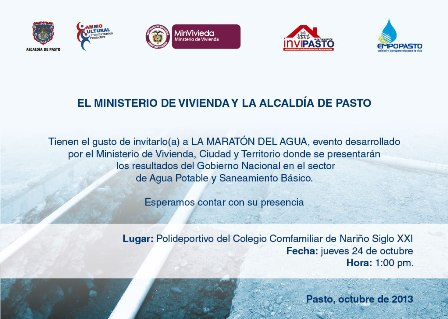 ALCALDÍA DE PASTO
CAMBIO CULTURAL
MinVivienda
Ministerio de Vivienda
INVIPASTO
EMPOPASTO
EL MINISTERIO DE VIVIENDA Y LA ALCALDÍA DE PASTO
Tienen el gusto de invitarlo(a) a LA MARATÓN DEL AGUA, evento desarrollado
por el Ministerio de Vivienda, Ciudad y Territorio donde se presentarán
los resultados del Gobierno Nacional en el sector
de Agua Potable y Saneamiento Básico.
Esperamos contar con su presencia
Lugar: Polideportivo del Colegio Comfamiliar de Nariño Siglo XXI
Fecha: jueves 24 de octubre
Hora: 1:00 pm.
Pasto, octubre de 2013